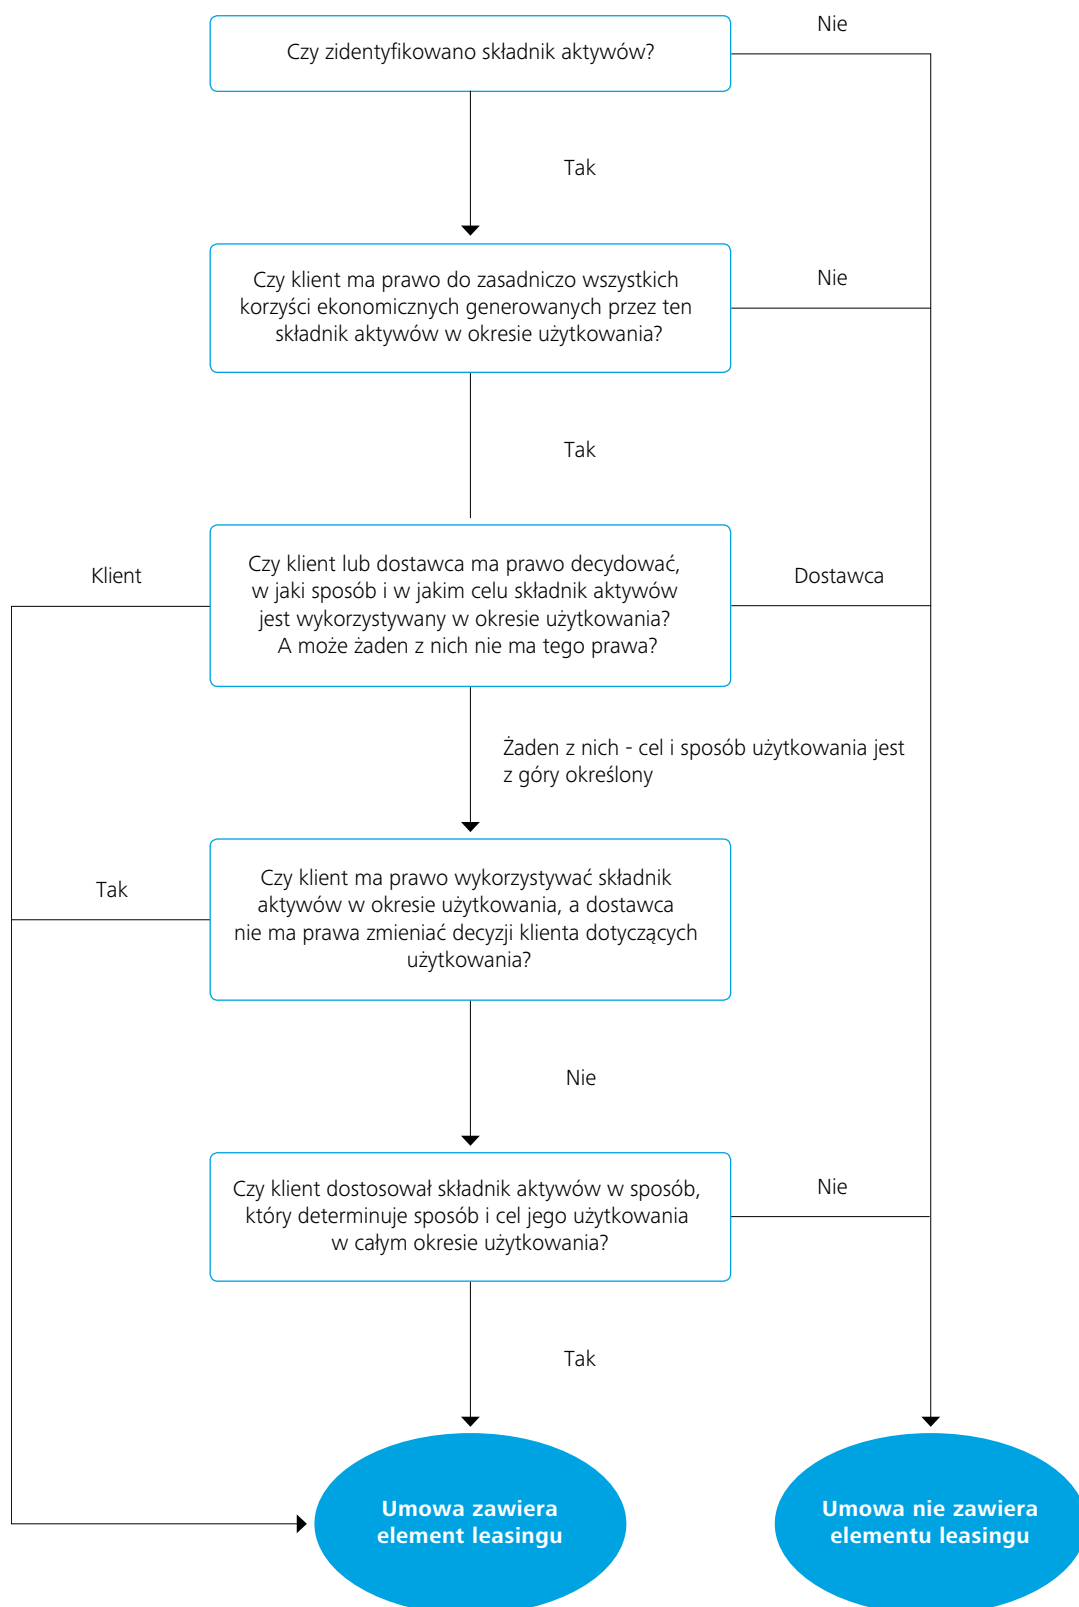 Nie
Czy zidentyfikowano składnik aktywów?
Tak
Czy klient ma prawo do zasadniczo wszystkich
korzyści ekonomicznych generowanych przez ten
składnik aktywów w okresie użytkowania?
Nie
Tak
Klient
Czy klient lub dostawca ma prawo decydować,
w jaki sposób i w jakim celu składnik aktywów
jest wykorzystywany w okresie użytkowania?
A może żaden z nich nie ma tego prawa?
Dostawca
Żaden z nich - cel i sposób użytkowania jest
z góry określony
Tak
Czy klient ma prawo wykorzystywać składnik
aktywów w okresie użytkowania, a dostawca
nie ma prawa zmieniać decyzji klienta dotyczących
użytkowania?
Nie
Czy klient dostosował składnik aktywów w sposób,
który determinuje sposób i cel jego użytkowania
w całym okresie użytkowania?
Nie
Tak
Umowa zawiera
element leasingu
Umowa nie zawiera
elementu leasingu